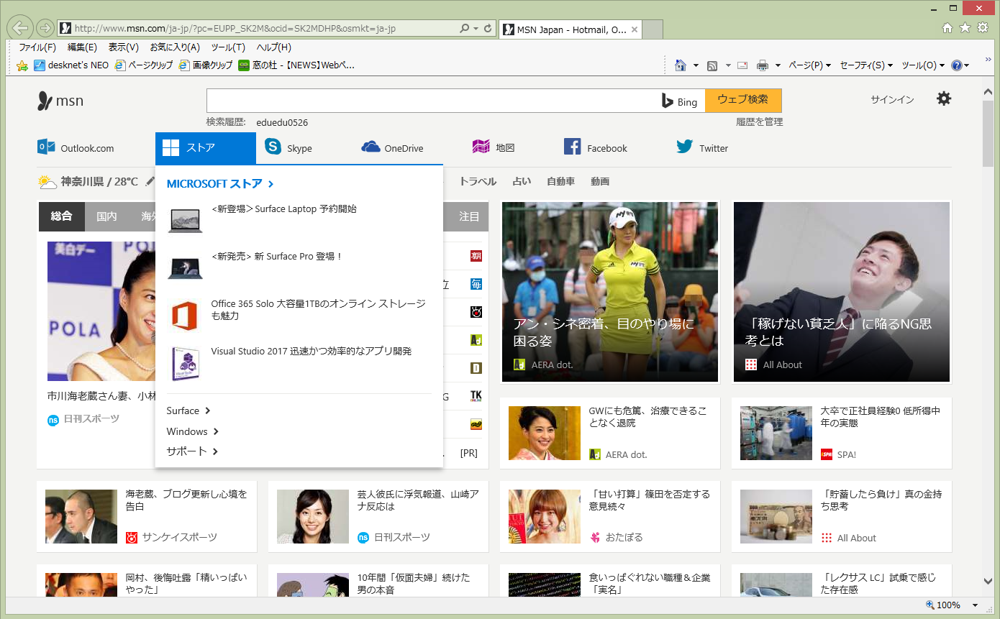 http://www.msn.com/ja-jp/?pc=EUPP_SK2M&ocid=SK2MDHP&osmkt=ja-jp
MSN Japan - Hotmail, O...
ファイル(F) 編集(E) 表示(V) お気に入り(A) ツール(T) ヘルプ(H)
desknet's NEO ページクリップ 画像クリップ 窓の杜 - 【NEWS】Webペ...
ページ(P) セーフティ(S) ツール(O)
msn
Bing
ウェブ検索
サインイン
検索履歴: eduedu0526
履歴を管理
Outlook.com ストア Skype OneDrive 地図 Facebook Twitter
神奈川県 / 28℃
トラベル 占い 自動車 動画
MICROSOFT ストア
<新登場>Surface Laptop 予約開始
<新発売> 新 Surface Pro 登場！
Office 365 Solo 大容量1TBのオンライン ストレージ
も魅力
Visual Studio 2017 迅速かつ効率的なアプリ開発
Surface
Windows
サポート
総合 国内 海外
注目
美白デー
POLA
市川海老蔵さん妻、小林
日刊スポーツ
立
G
[PR]
アン・シネ密着、目のやり場に
困る姿
AERA dot.
「稼げない貧乏人」に陥るNG思
考とは
All About
GWにも危篤、治療できるこ
となく退院
AERA dot.
大卒で正社員経験0 低所得中
年の実態
SPA!
海老蔵、ブログ更新し心境を
告白
サンケイスポーツ
芸人彼氏に浮気報道、山崎ア
ナ反応は
日刊スポーツ
「甘い打算」篠田を否定する
意見続々
おたぽる
「貯蓄したら負け」真の金持
ち思考
All About
岡村、後悔吐露「精いっぱい
やった」
10年間「仮面夫婦」続けた
男の本音
食いっぱぐれない職種＆企業
「実名」
「レクサス LC」試乗で感じ
た存在感
100%